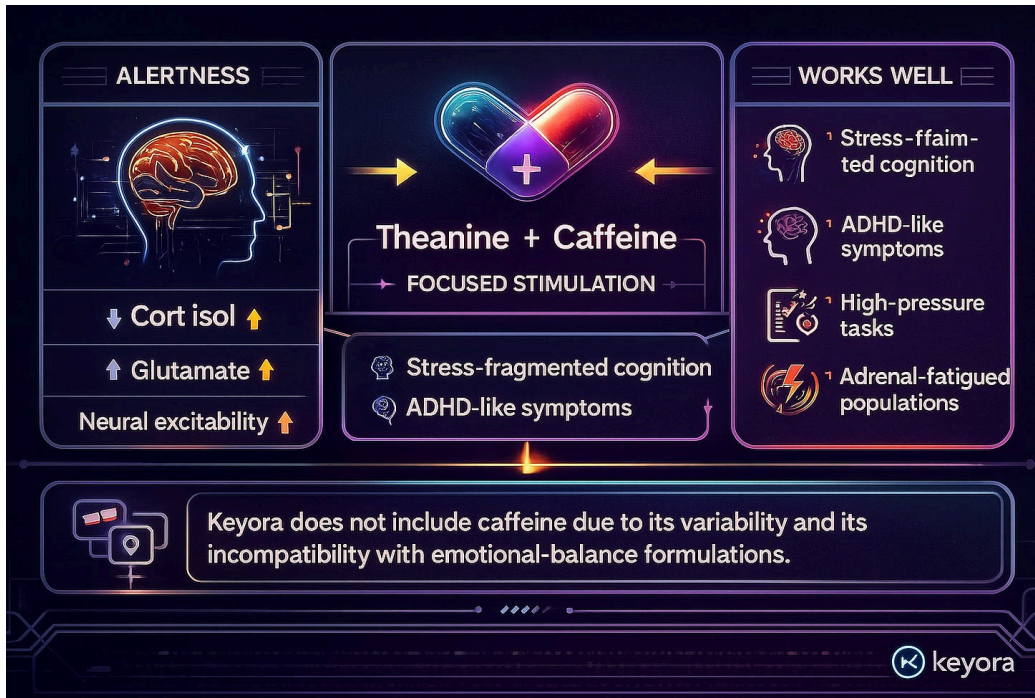 ALERTNESS
Cort isol
Glutamate
Neural excitability
Theanine + Caffeine
FOCUSED STIMULATION
Stress-fragmented cognition
ADHD-like symptoms
WORKS WELL
Stress-ffaim-
ted cognition
ADHD-like
symptoms
High-pressure
tasks
Adrenal-fatigued
populations
Keyora does not include caffeine due to its variability and its
incompatibility with emotional-balance formulations.
keyora